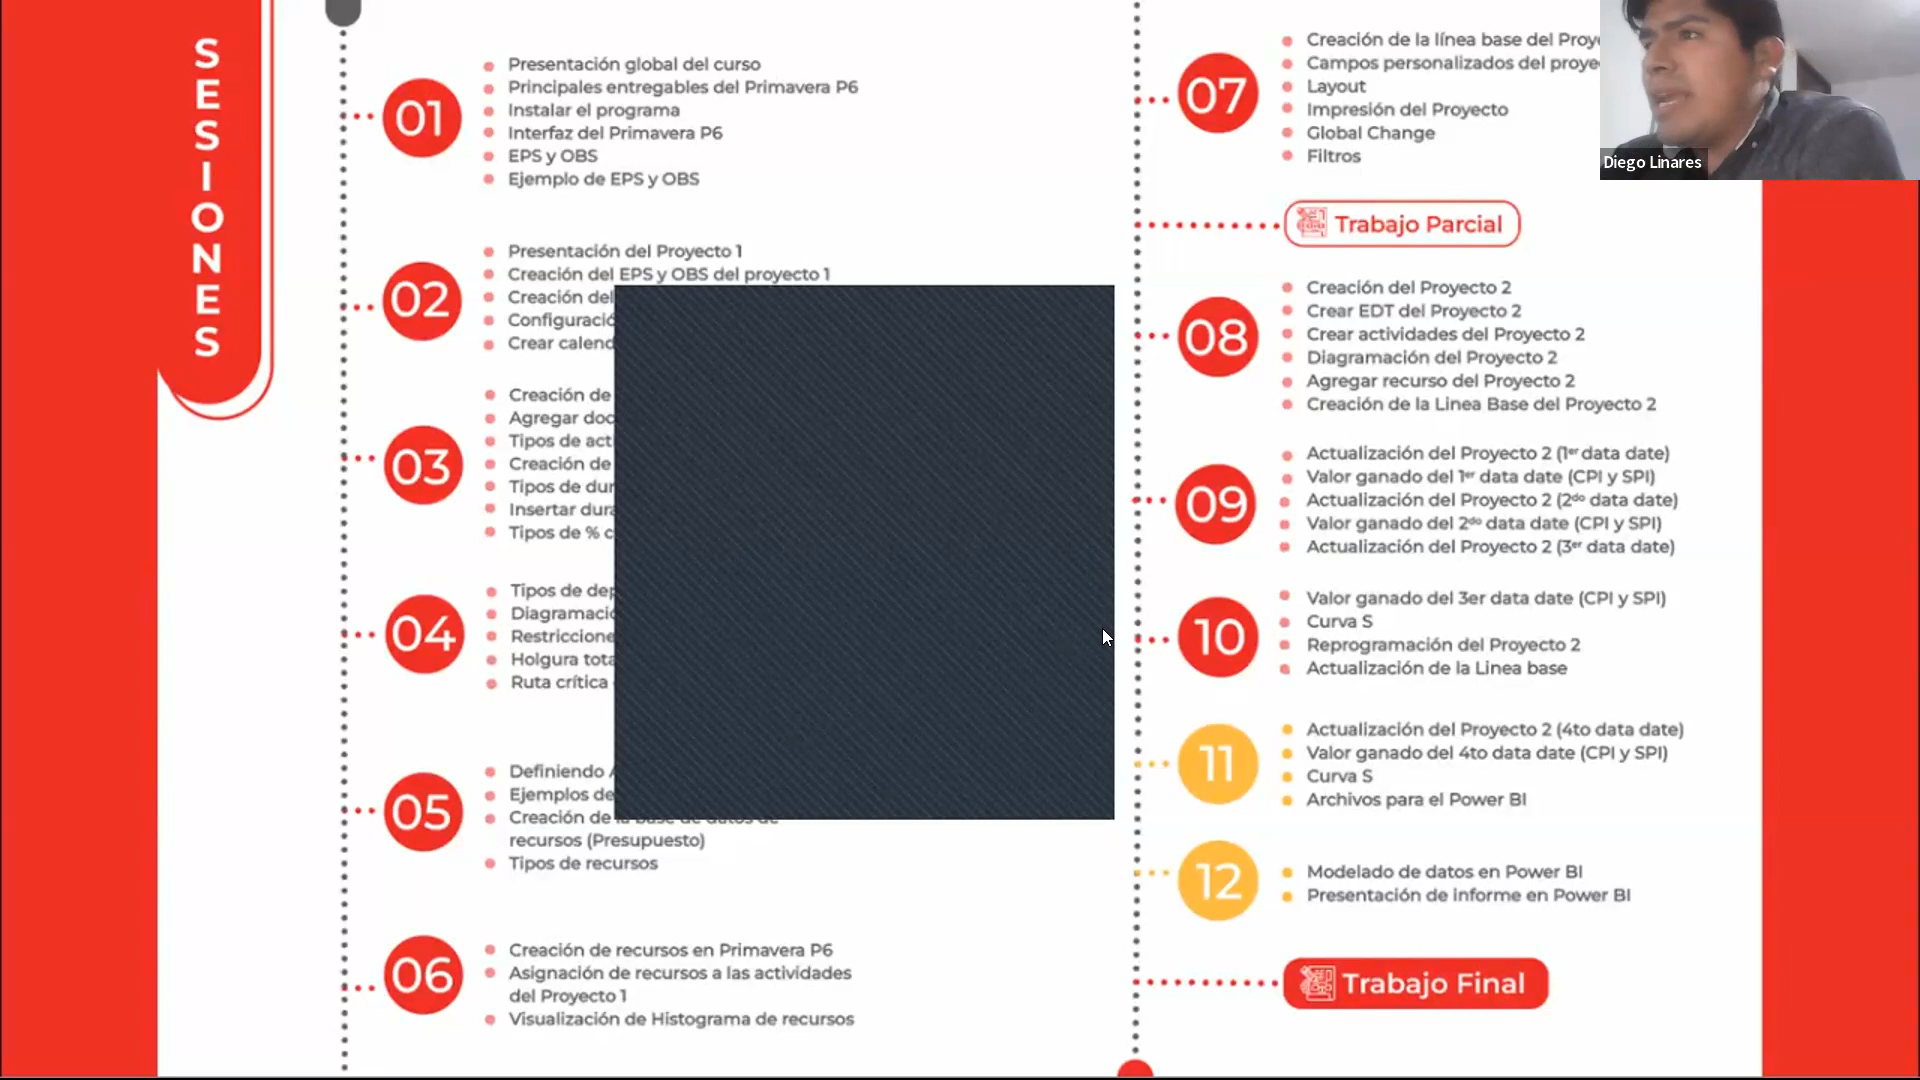 SESIONES
01
Presentación global del curso
Principales entregables del Primavera P6
Instalar el programa
Interfaz del Primavera P6
EPS y OBS
Ejemplo de EPS y OBS
02
Presentación del Proyecto 1
Creación del EPS y OBS del proyecto 1
Creación del
Crear
03
Creación de
Agregar
Tipos de
Creación de
Tipos de
Insertar
Tipos de %
04
Tipos de
Restricciones
Holgura
Ruta crítica
05
Definiendo
Ejemplos de
Creación de la base de datos de
recursos (Presupuesto)
Tipos de recursos
06
Creación de recursos en Primavera P6
Asignación de recursos a las actividades
del Proyecto 1
Visualización de Histograma de recursos
07
Creación de la línea base del
Campos personalizados del
Layout
Impresión del Proyecto
Global Change
Filtros
Diego Linares
Trabajo Parcial
08
Creación del Proyecto 2
Crear EDT del Proyecto 2
Crear actividades del Proyecto 2
Diagramación del Proyecto 2
Agregar recurso del Proyecto 2
Creación de la Linea Base del Proyecto 2
09
Actualización del Proyecto 2 (1er data date)
Valor ganado del 1er data date (CPI y SPI)
Actualización del Proyecto 2 (2do data date)
Valor ganado del 2do data date (CPI y SPI)
Actualización del Proyecto 2 (3er data date)
10
Valor ganado del 3er data date (CPI y SPI)
Curva S
Reprogramación del Proyecto 2
Actualización de la Linea base
11
Actualización del Proyecto 2 (4to data date)
Valor ganado del 4to data date (CPI y SPI)
Curva S
Archivos para el Power BI
12
Modelado de datos en Power BI
Presentación de informe en Power BI
Trabajo Final